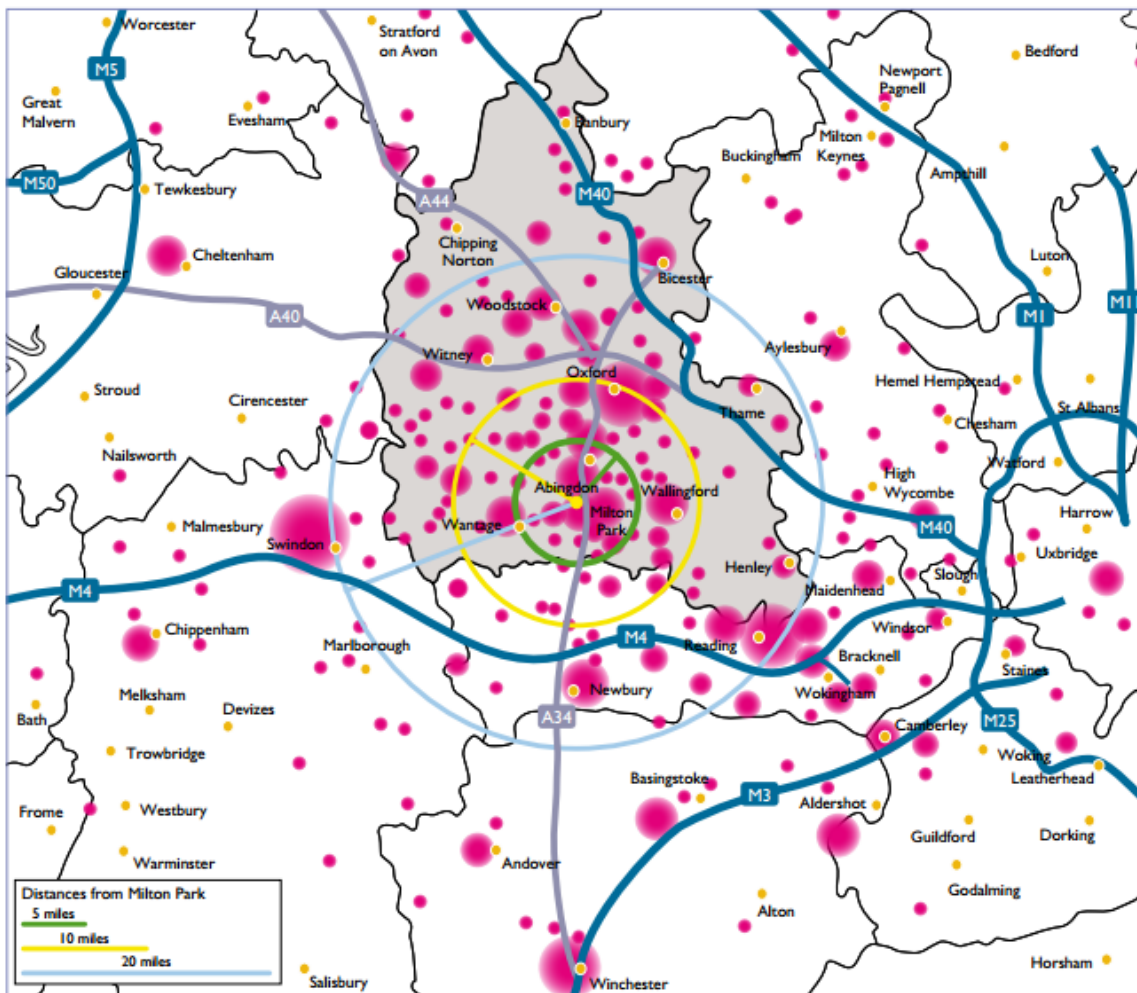 Worcester
Stratford
on Avon
Bedford
M5
Newport
Pagnell
Great
Malvern
Evesham
Banbury
Milton
Keynes
Buckingham
Ampthill
M50
Tewkesbury
A44
M40
Chipping
Norton
Cheltenham
Luton
Gloucester
Bicester
Woodstock
A40
M1
M1
Witney
Aylesbury
Oxford
Hemel Hempstead
Stroud
Cirencester
Thame
St Albans
Chesham
Nailsworth
Watford
Abingdon
Wallingford
High
Wycombe
Malmesbury
Wantage
Milton
Park
M40
Harrow
Swindon
Uxbridge
Henley
Slough
M4
Maidenhead
Chippenham
M4
Windsor
Marlborough
Reading
Bracknell
Staines
Melksham
Newbury
Wokingham
Bath
Devizes
A34
M25
Camberley
Trowbridge
Woking
Leatherhead
Basingstoke
M3
Westbury
Aldershot
Frome
Guildford
Dorking
Warminster
Andover
Godalming
Distances from Milton Park
5 miles
10 miles
20 miles
Alton
Salisbury
Winchester
Horsham